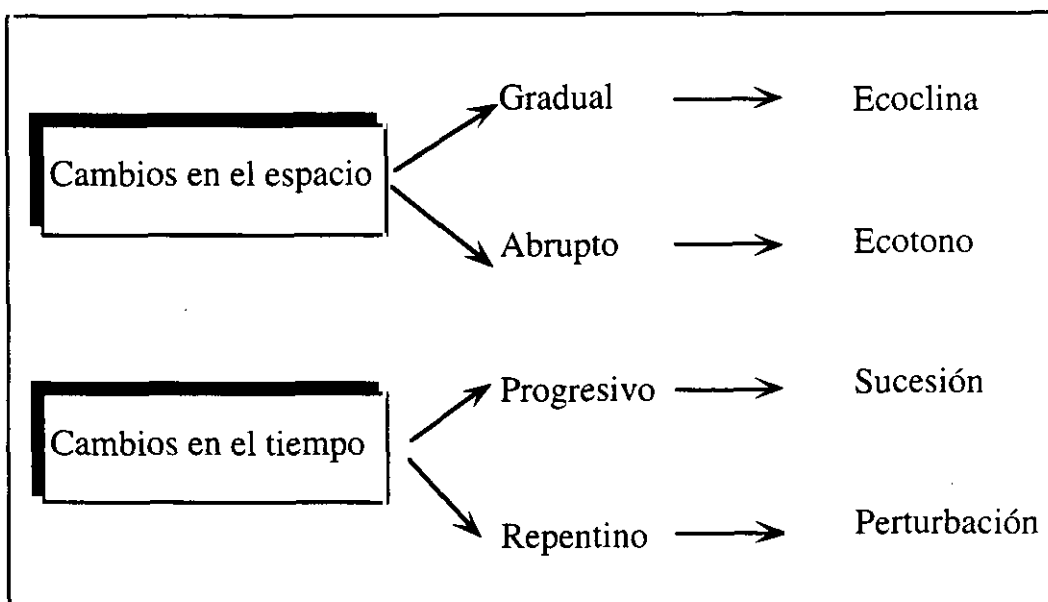 Cambios en el espacio
Gradual
Ecoclina
Abrupto
Ecotono
Cambios en el tiempo
Progresivo
Sucesión
Repentino
Perturbación